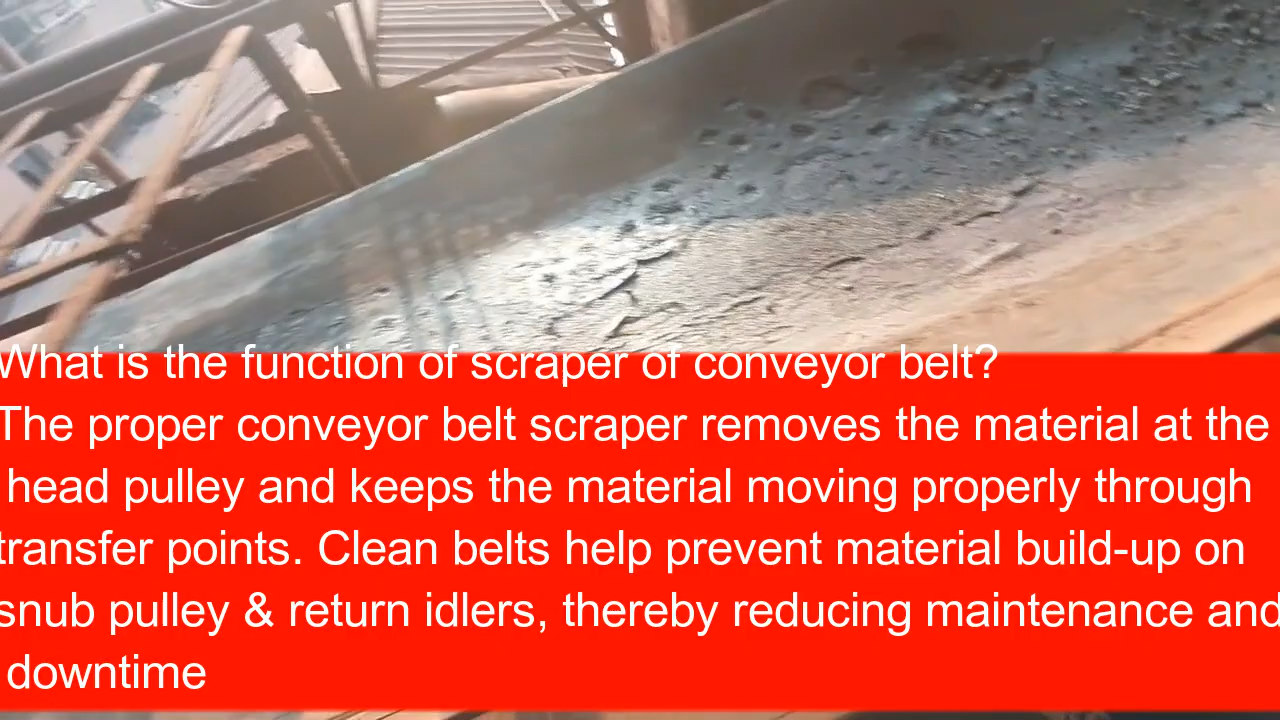 What is the function of scraper of conveyor belt?
The proper conveyor belt scraper removes the material at the
head pulley and keeps the material moving properly through
transfer points. Clean belts help prevent material build-up on
snub pulley & return idlers, thereby reducing maintenance and
downtime